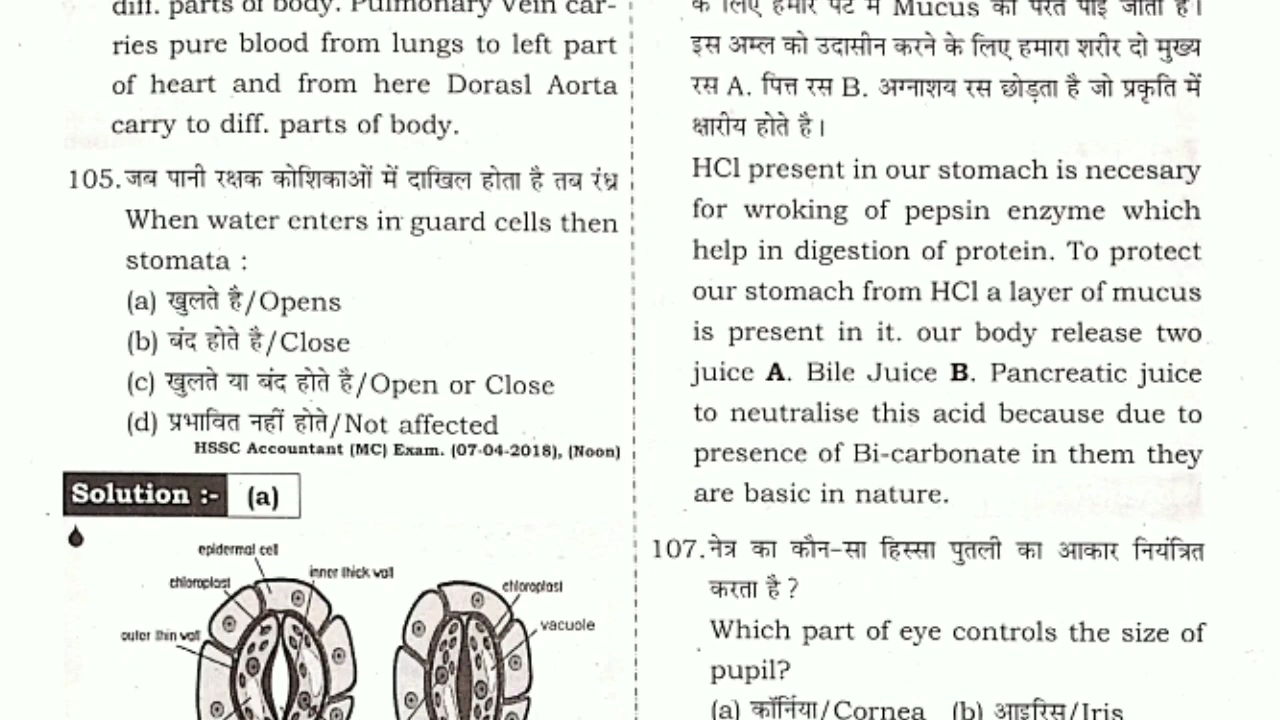 diff. parts of body. Pulmonary vein car-
ries pure blood from lungs to left part
of heart and from here Dorasl Aorta
carry to diff. parts of body.
105. जब पानी रक्षक कोशिकाओं में दाखिल होता है तब रंध्र
When water enters in guard cells then
stomata :
(a) खुलते है/Opens
(b) बंद होते है/Close
(c) खुलते या बंद होते है/Open or Close
(d) प्रभावित नहीं होते/Not affected
HSSC Accountant (MC) Exam. (07-04-2018), (Noon)
Solution :- (a)
epidermal cell
chloroplast
inner thick wall
outer thin wall
chloroplast
vacuole
के लिए हमारे पेट में Mucus की परत पाई जाती है।
इस अम्ल को उदासीन करने के लिए हमारा शरीर दो मुख्य
रस A. पित्त रस B. अग्नाशय रस छोड़ता है जो प्रकृति में
क्षारीय होते है।
HCl present in our stomach is necesary
for wroking of pepsin enzyme which
help in digestion of protein. To protect
our stomach from HCl a layer of mucus
is present in it. our body release two
juice A. Bile Juice B. Pancreatic juice
to neutralise this acid because due to
presence of Bi-carbonate in them they
are basic in nature.
107. नेत्र का कौन-सा हिस्सा पुतली का आकार नियंत्रित
करता है ?
Which part of eye controls the size of
pupil?
(a) कॉर्निया/Cornea (b) आइरिस/Iris